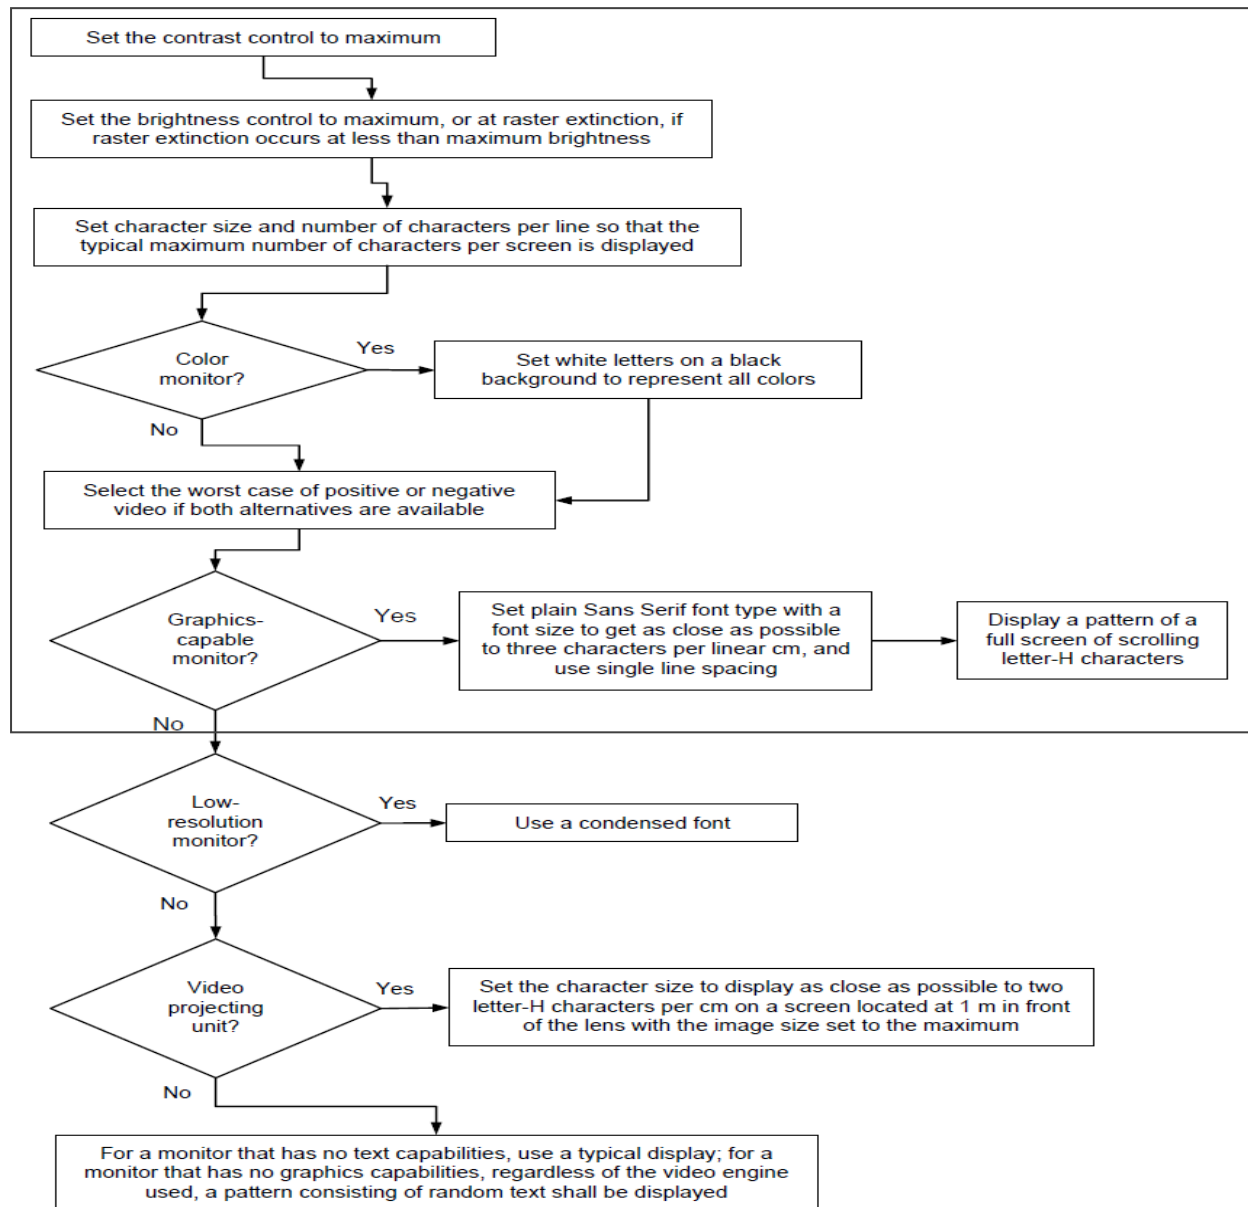 Set the contrast control to maximum
Set the brightness control to maximum, or at raster extinction, if
raster extinction occurs at less than maximum brightness
Set character size and number of characters per line so that the
typical maximum number of characters per screen is displayed
Color
monitor?
Yes
Set white letters on a black
background to represent all colors
No
Select the worst case of positive or negative
video if both alternatives are available
Graphics-
capable
monitor?
Yes
Set plain Sans Serif font type with a
font size to get as close as possible
to three characters per linear cm, and
use single line spacing
Display a pattern of a
full screen of scrolling
letter-H characters
No
Low-
resolution
monitor?
Yes
Use a condensed font
No
Video
projecting
unit?
Yes
Set the character size to display as close as possible to two
letter-H characters per cm on a screen located at 1 m in front
of the lens with the image size set to the maximum
No
For a monitor that has no text capabilities, use a typical display; for a
monitor that has no graphics capabilities, regardless of the video engine
used, a pattern consisting of random text shall be displayed